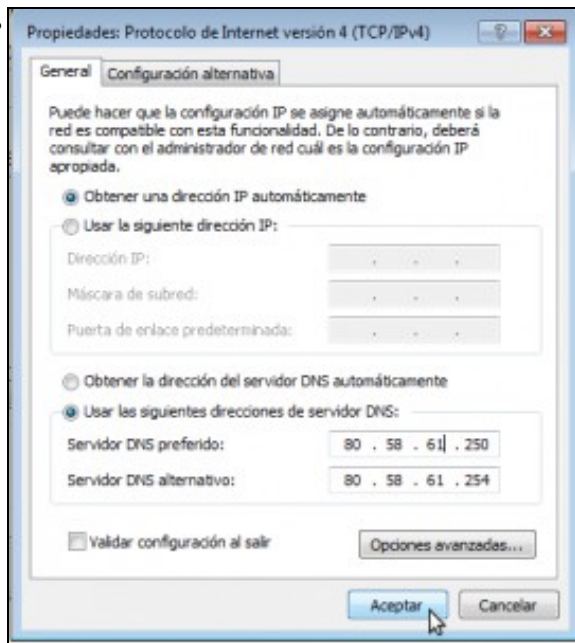 Propiedades: Protocolo de Internet versión 4 (TCP/IPv4)
General
Configuración alternativa
Puede hacer que la configuración IP se asigne automáticamente si la
red es compatible con esta funcionalidad. De lo contrario, deberá
consultar con el administrador de red cuál es la configuración IP
apropiada.
Obtener una dirección IP automáticamente
Usar la siguiente dirección IP:
Dirección IP:
Máscara de subred:
Puerta de enlace predeterminada:
Obtener la dirección del servidor DNS automáticamente
Usar las siguientes direcciones de servidor DNS:
Servidor DNS preferido: 80 . 58 . 61 . 250
Servidor DNS alternativo: 80 . 58 . 61 . 254
Validar configuración al salir
Opciones avanzadas...
Aceptar
Cancelar